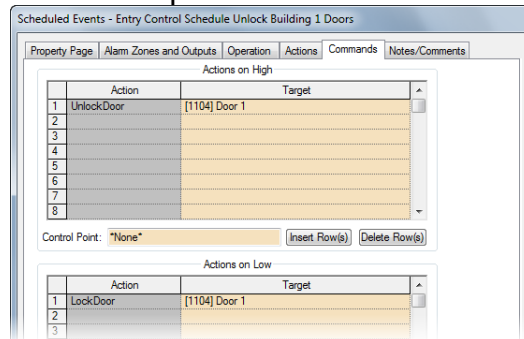 Scheduled Events - Entry Control Schedule Unlock Building 1 Doors
Property Page Alarm Zones and Outputs Operation Actions Commands Notes/Comments
Actions on High
Action Target
1 UnlockDoor [1104] Door 1
2
3
4
5
6
7
8
Control Point: *None* Insert Row(s) Delete Row(s)
Actions on Low
Action Target
1 LockDoor [1104] Door 1
2
3